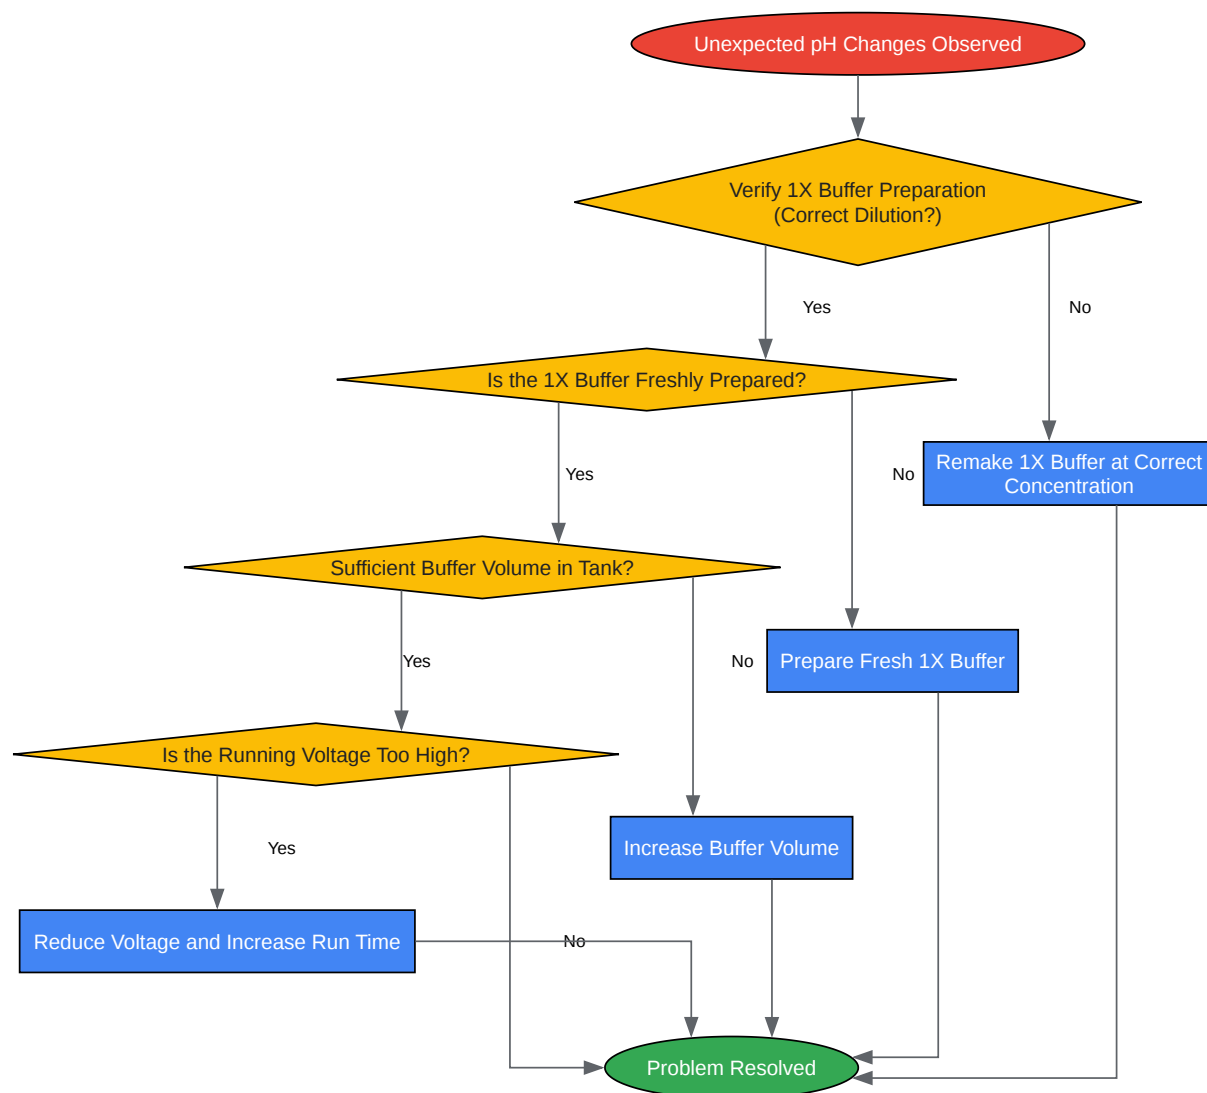 Unexpected pH Changes Observed
Verify 1X Buffer Preparation
(Correct Dilution?)
Yes
No
Is the 1X Buffer Freshly Prepared?
Remake 1X Buffer at Correct
Concentration
Yes
No
Sufficient Buffer Volume in Tank?
Yes
No
Prepare Fresh 1X Buffer
Is the Running Voltage Too High?
Yes
Increase Buffer Volume
Reduce Voltage and Increase Run Time
No
Problem Resolved